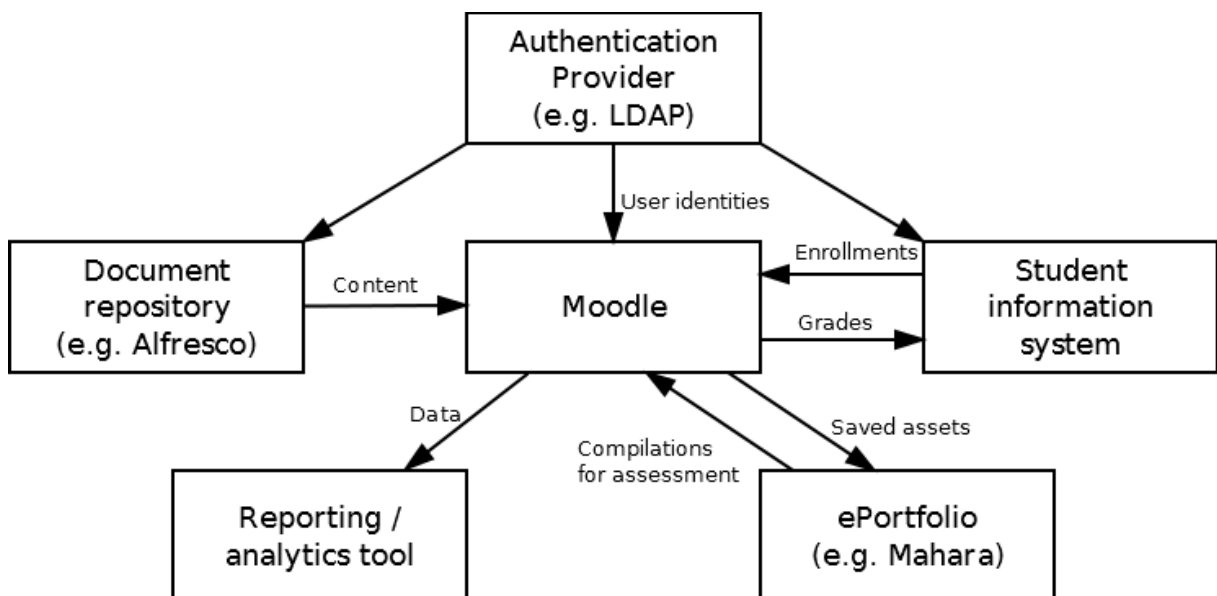 Authentication
Provider
(e.g. LDAP)
User identities
Document
repository
(e.g. Alfresco)
Content
Moodle
Enrollments
Grades
Student
information
system
Data
Compilations
for assessment
Saved assets
Reporting /
analytics tool
ePortfolio
(e.g. Mahara)